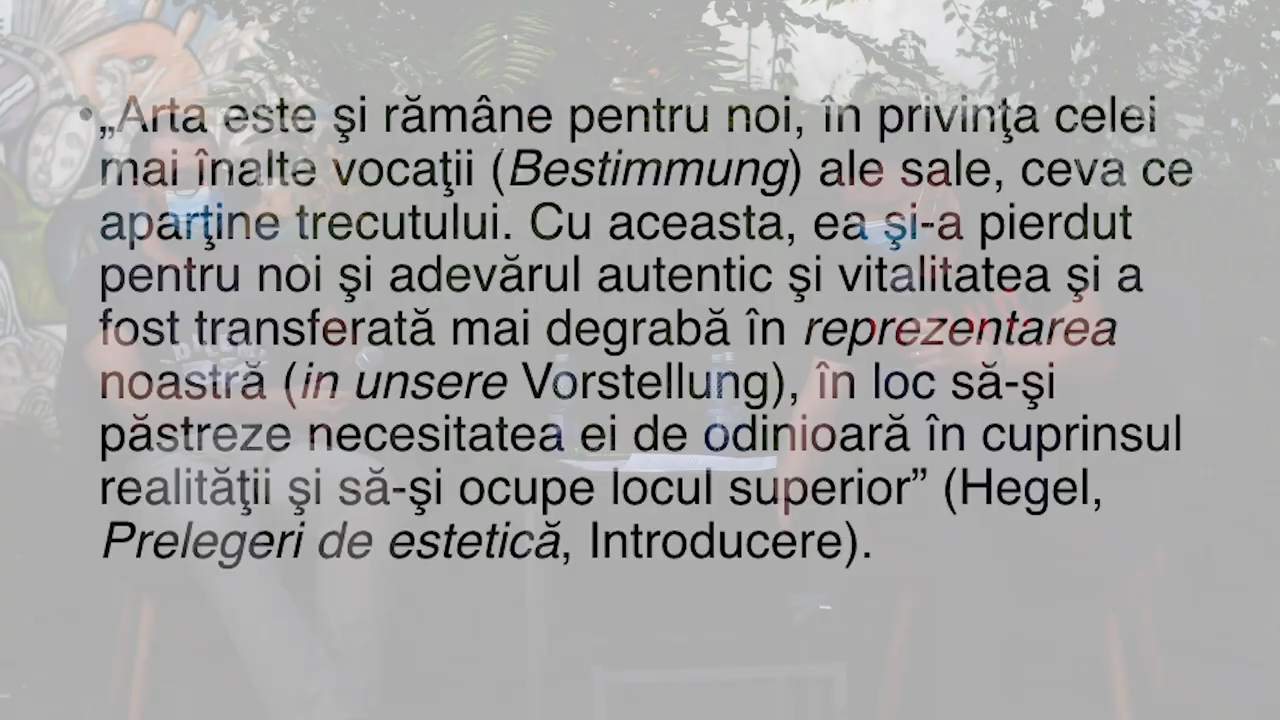 • „Arta este şi rămâne pentru noi, în privinţa celei
mai înalte vocaţii (Bestimmung) ale sale, ceva ce
aparţine trecutului. Cu aceasta, ea şi-a pierdut
pentru noi şi adevărul autentic şi vitalitatea şi a
fost transferată mai degrabă în reprezentarea
noastră (in unsere Vorstellung), în loc să-şi
păstreze necesitatea ei de odinioară în cuprinsul
realităţii şi să-şi ocupe locul superior” (Hegel,
Prelegeri de estetică, Introducere).